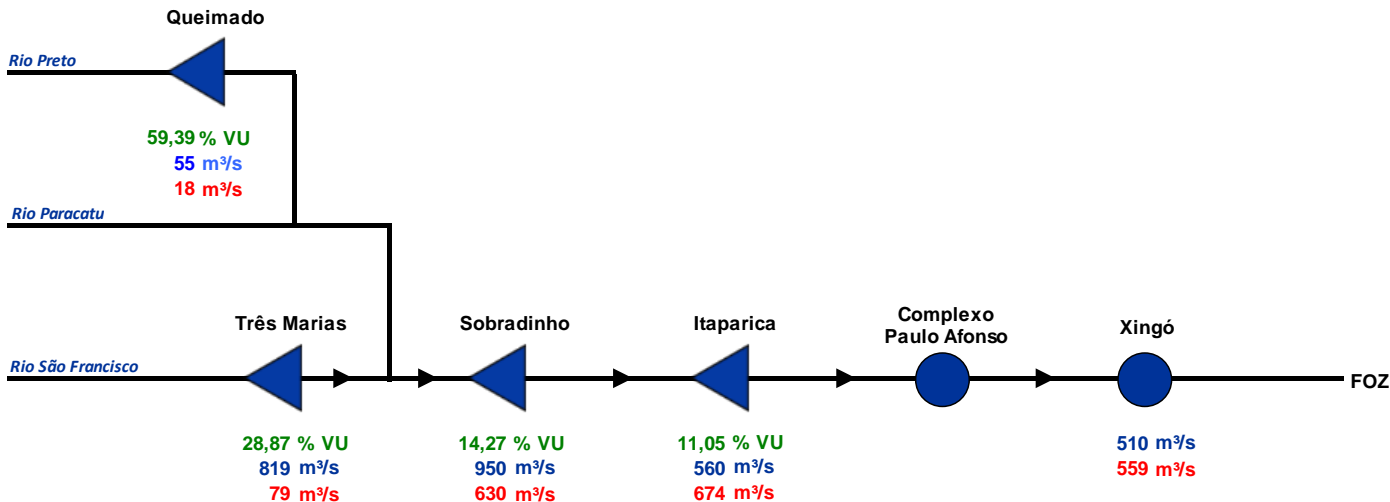 Queimado
Rio Preto
59,39 % VU
55 m³/s
18 m³/s
Rio Paracatu
Três Marias
Sobradinho
Itaparica
Complexo
Paulo Afonso
Xingó
Rio São Francisco
FOZ
28,87 % VU
819 m³/s
79 m³/s
14,27 % VU
950 m³/s
630 m³/s
11,05 % VU
560 m³/s
674 m³/s
510 m³/s
559 m³/s